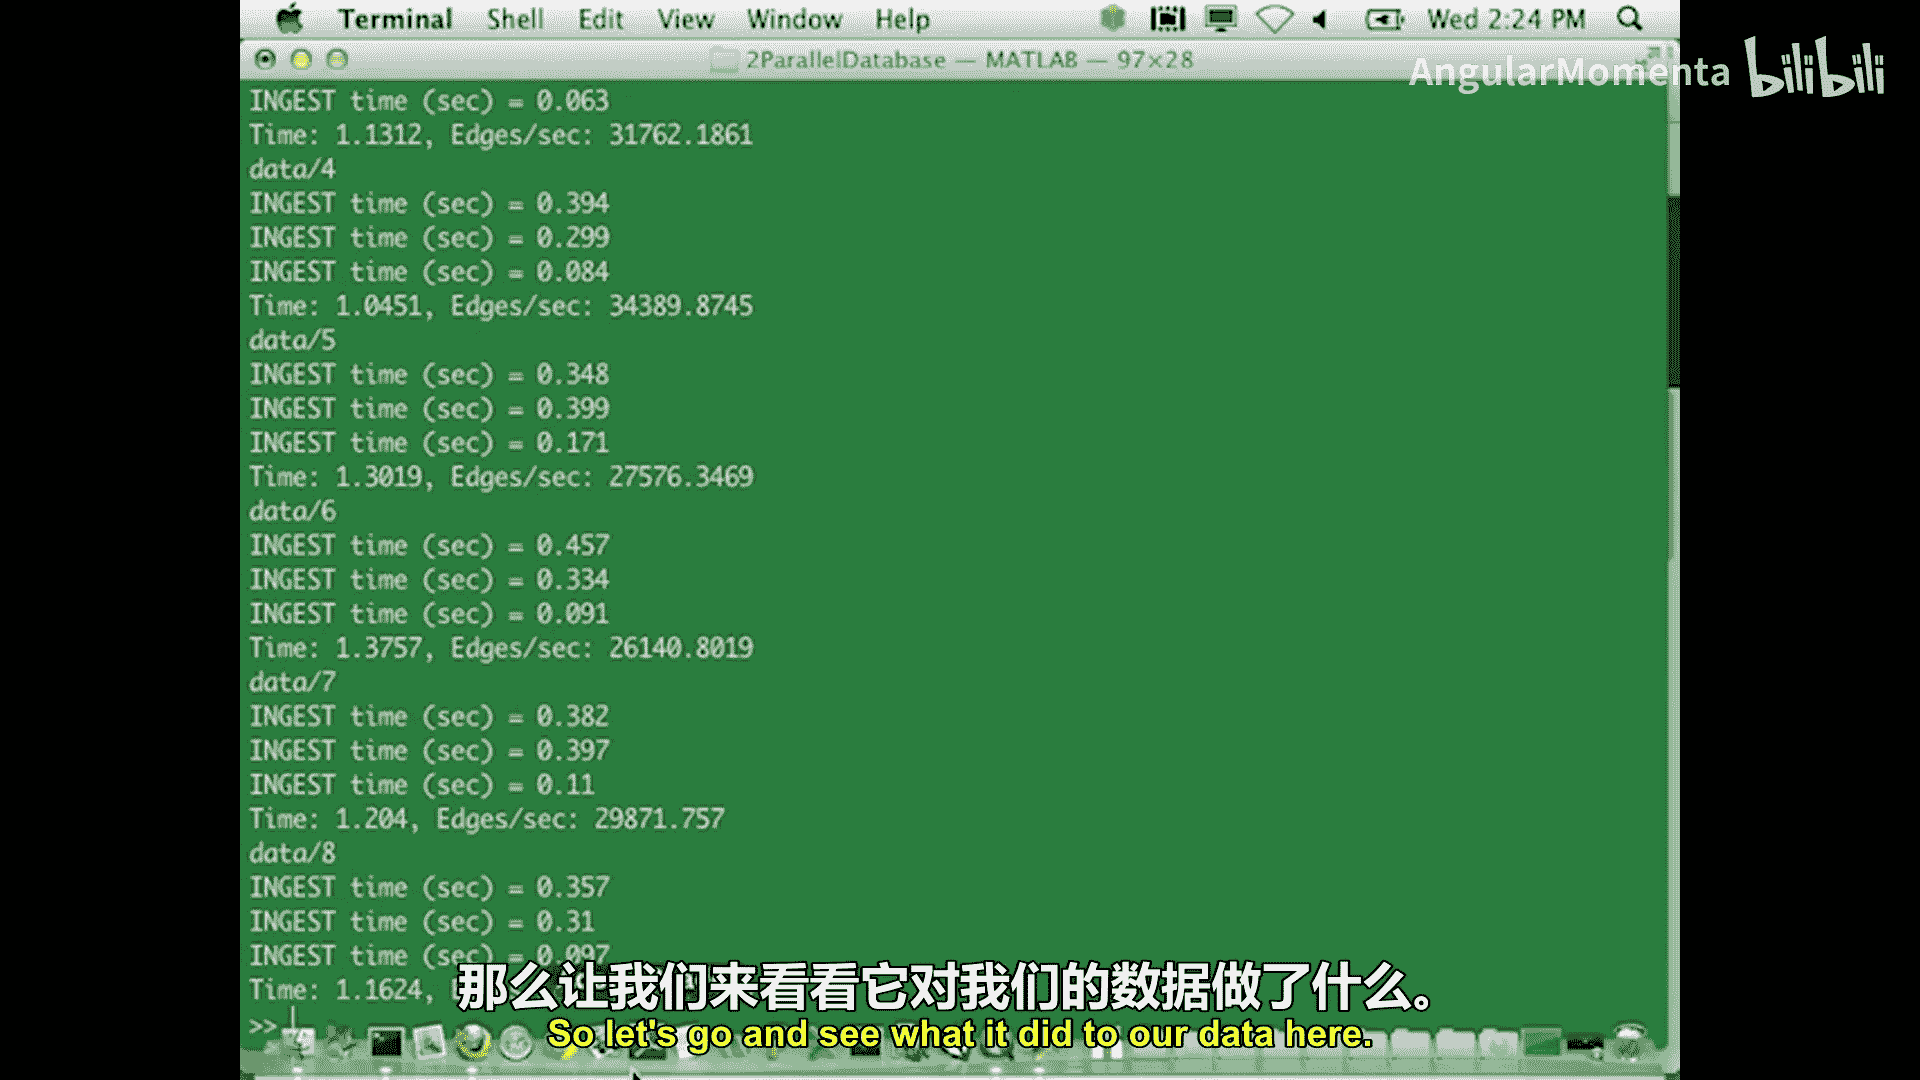 Terminal Shell Edit View Window Help Wed 2:24 PM
2ParallelDatabase — MATLAB — 97×28
AngularMomenta bilibili
INGEST time (sec) = 0.063
Time: 1.1312, Edges/sec: 31762.1861
data/4
INGEST time (sec) = 0.394
INGEST time (sec) = 0.299
INGEST time (sec) = 0.084
Time: 1.0451, Edges/sec: 34389.8745
data/5
INGEST time (sec) = 0.348
INGEST time (sec) = 0.399
INGEST time (sec) = 0.171
Time: 1.3019, Edges/sec: 27576.3469
data/6
INGEST time (sec) = 0.457
INGEST time (sec) = 0.334
INGEST time (sec) = 0.091
Time: 1.3757, Edges/sec: 26140.8019
data/7
INGEST time (sec) = 0.382
INGEST time (sec) = 0.397
INGEST time (sec) = 0.11
Time: 1.204, Edges/sec: 29871.757
data/8
INGEST time (sec) = 0.357
INGEST time (sec) = 0.31
INGEST time (sec) = 0.097
Time: 1.1624,
那么让我们来看看它对我们的数据做了什么。
>>
So let's go and see what it did to our data here.